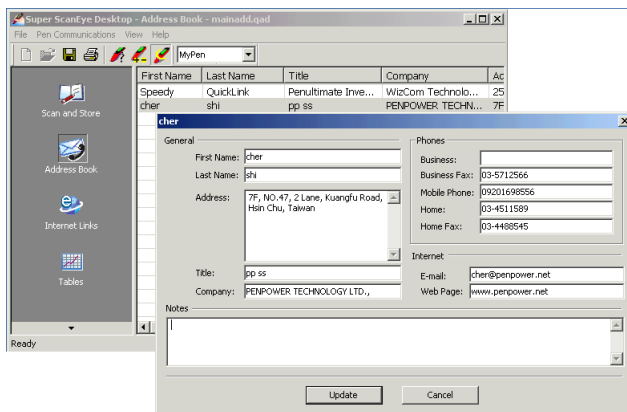 Super ScanEye Desktop - Address Book - mainadd.qad
File Pen Communications View Help
MyPen
First Name Last Name Title Company Ac
Speedy QuickLink Penultimate Inve... WizCom Technolo... 25
cher shi pp ss PENPOWER TECHN... 7F
Scan and Store
Address Book
Internet Links
Tables
Ready
cher
General
First Name: cher
Last Name: shi
Address: 7F, NO.47, 2 Lane, Kuangfu Road,
Hsin Chu, Taiwan
Title: pp ss
Company: PENPOWER TECHNOLOGY LTD.,
Phones
Business:
Business Fax: 03-5712566
Mobile Phone: 09201698556
Home: 03-4511589
Home Fax: 03-4488545
Internet
E-mail: cher@penpower.net
Web Page: www.penpower.net
Notes
Update Cancel